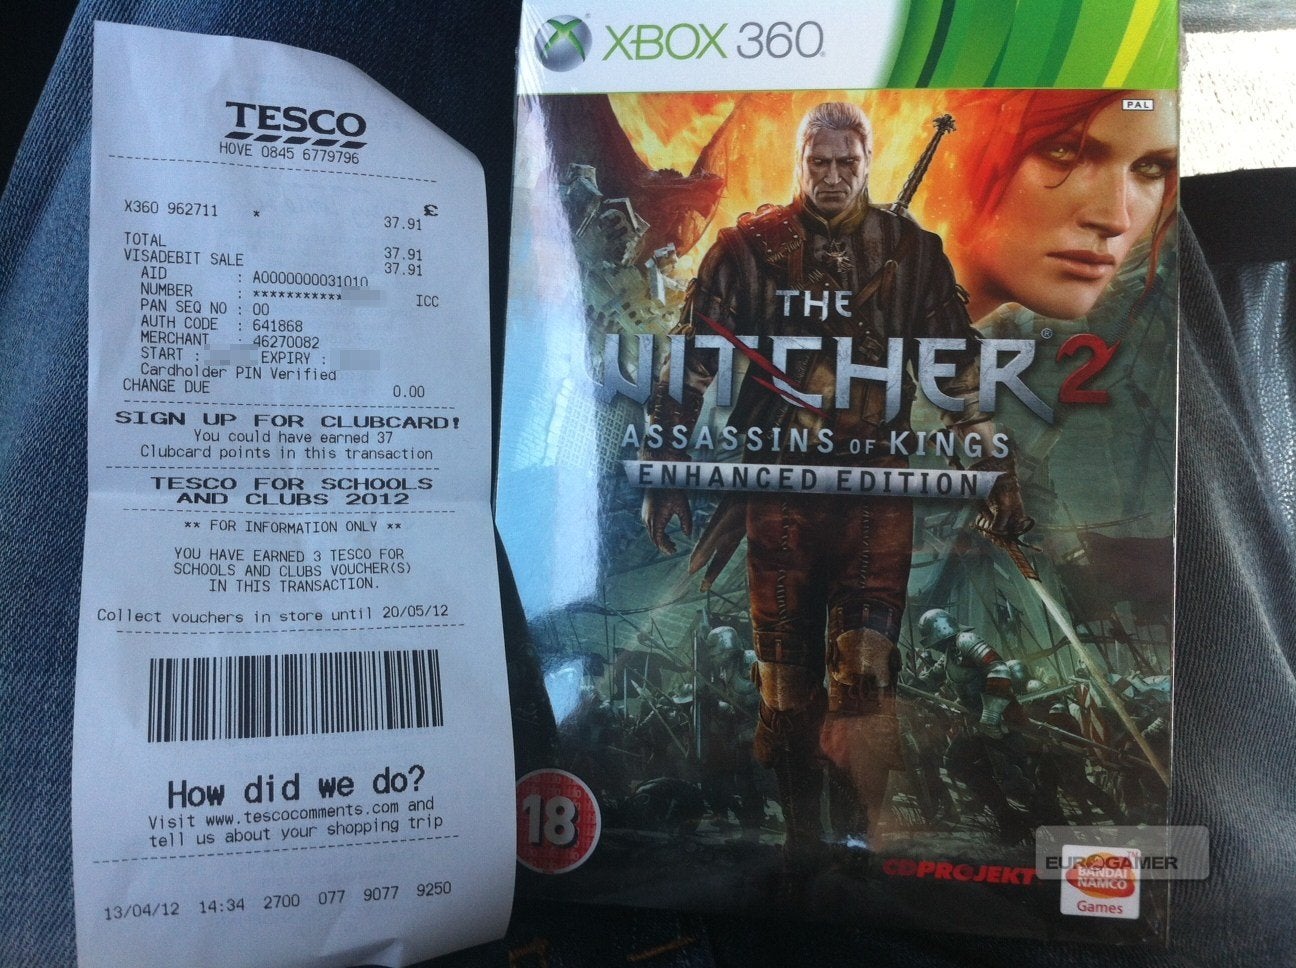 TESCO
HOVE 0845 6779796
£
X360 962711 * 37.91
TOTAL 37.91
VISADEBIT SALE 37.91
AID : A0000000031010
NUMBER : *********** ICC
PAN SEQ NO : 00
AUTH CODE : 641868
MERCHANT : 46270082
START : EXPIRY :
Cardholder PIN Verified
CHANGE DUE 0.00
SIGN UP FOR CLUBCARD!
You could have earned 37
Clubcard points in this transaction
TESCO FOR SCHOOLS
AND CLUBS 2012
** FOR INFORMATION ONLY **
YOU HAVE EARNED 3 TESCO FOR
SCHOOLS AND CLUBS VOUCHER(S)
IN THIS TRANSACTION.
Collect vouchers in store until 20/05/12
How did we do?
Visit www.tescocomments.com and
tell us about your shopping trip
13/04/12 14:34 2700 077 9077 9250
XBOX 360
PAL
THE
WITCHER 2
ASSASSINS OF KINGS
ENHANCED EDITION
18
CD PROJEKT
EUROGAMER
BANDAI
NAMCO
Games